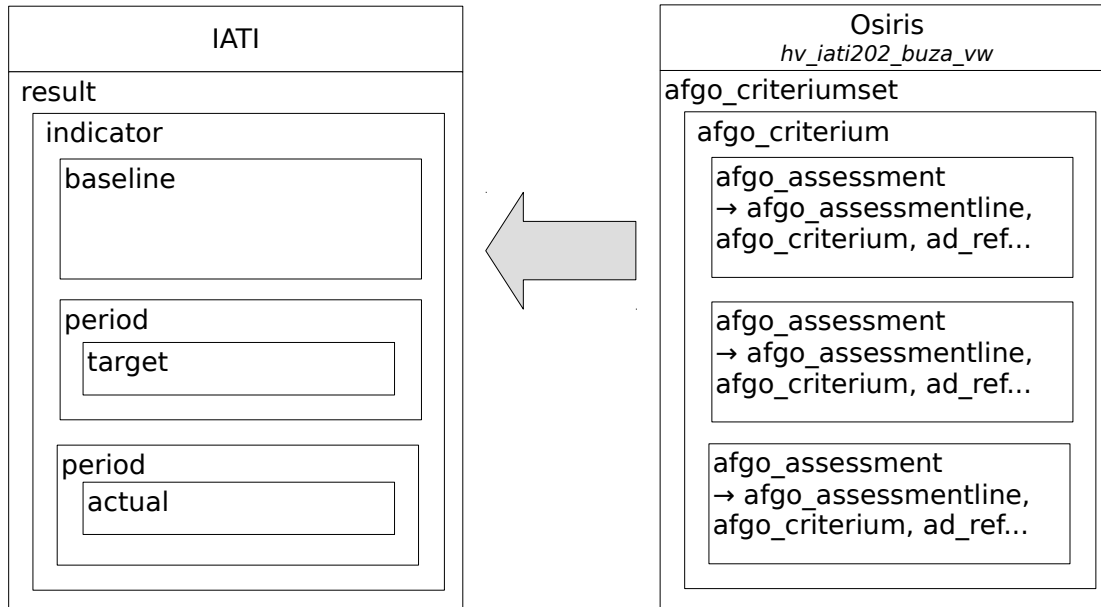 IATI
result
indicator
baseline
period
target
period
actual
Osiris
hv_iati202_buza_vw
afgo_criteriumset
afgo_criterium
afgo_assessment
→ afgo_assessmentline,
afgo_criterium, ad_ref...
afgo_assessment
→ afgo_assessmentline,
afgo_criterium, ad_ref...
afgo_assessment
→ afgo_assessmentline,
afgo_criterium, ad_ref...